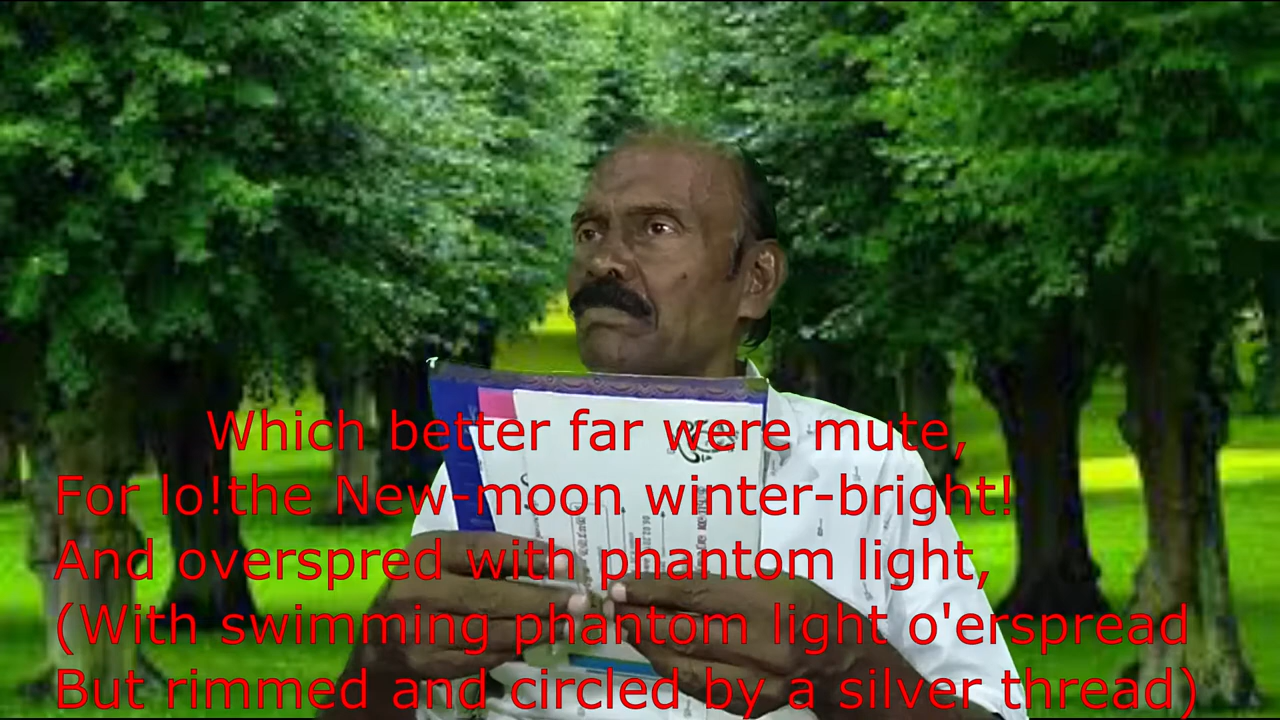 Which better far were mute,
For lo!the New-moon winter-bright!
And overspred with phantom light,
(With swimming phantom light o'erspread
But rimmed and circled by a silver thread)